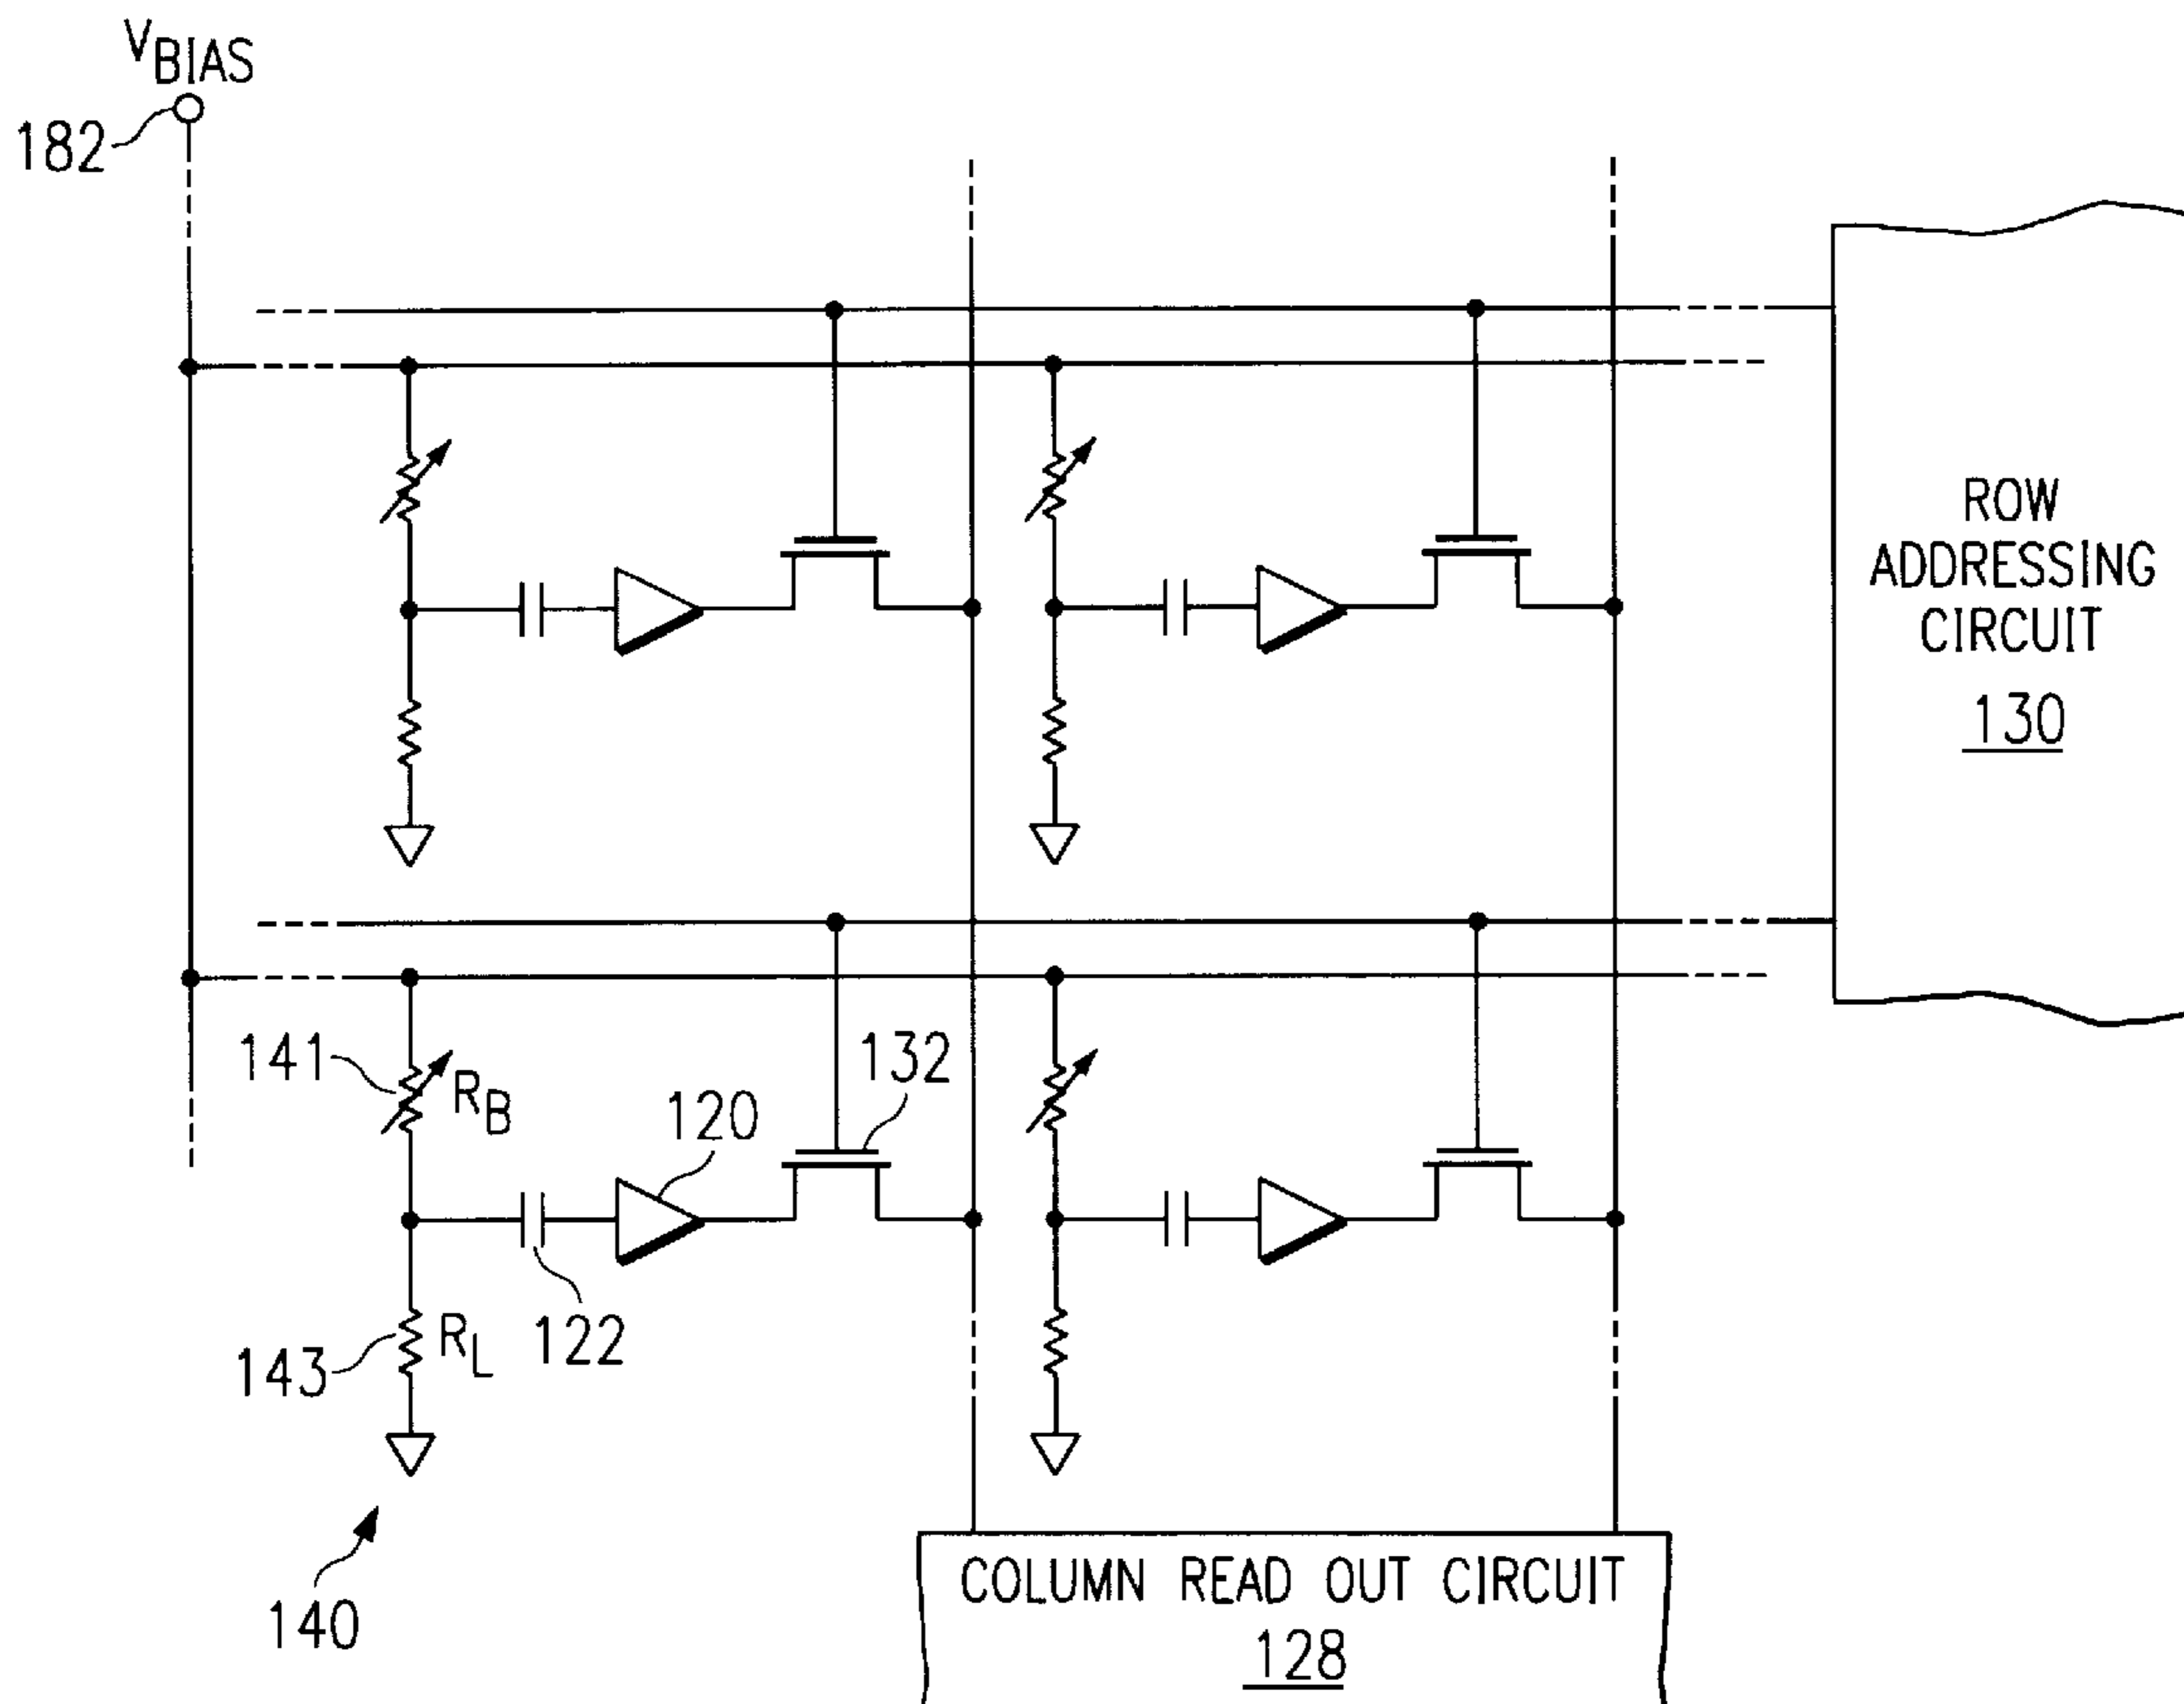 VBIAS
182
ROW
ADDRESSING
CIRCUIT
130
141
RB
132
120
122
143
RL
140
COLUMN READ OUT CIRCUIT
128